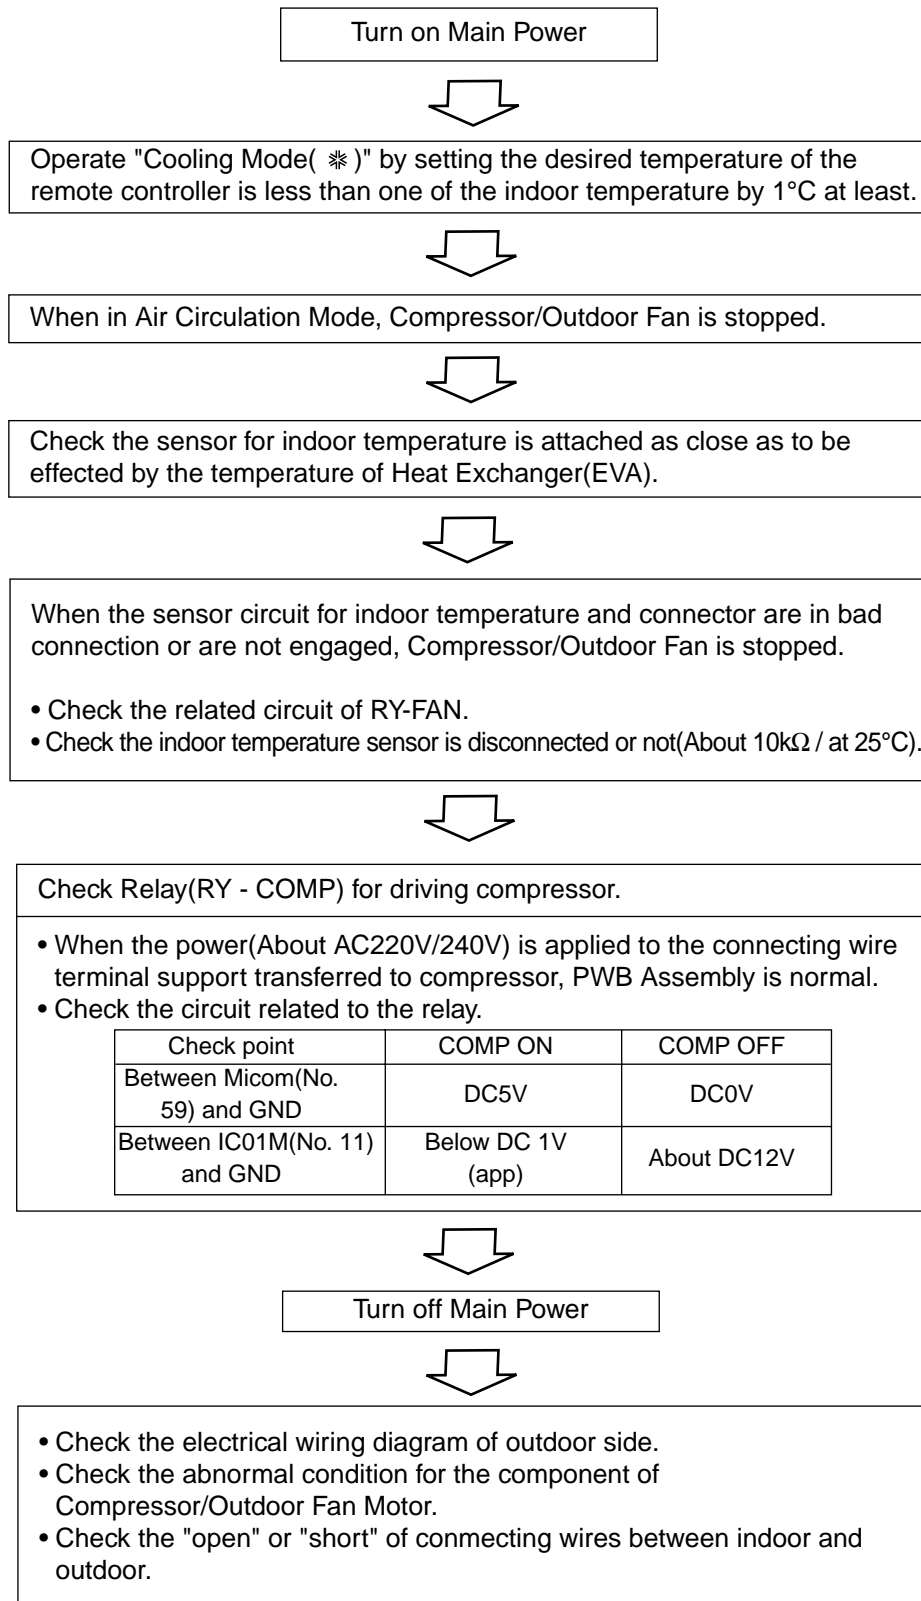 Turn on Main Power
Operate "Cooling Mode( ❄ )" by setting the desired temperature of the
remote controller is less than one of the indoor temperature by 1°C at least.
When in Air Circulation Mode, Compressor/Outdoor Fan is stopped.
Check the sensor for indoor temperature is attached as close as to be
effected by the temperature of Heat Exchanger(EVA).
When the sensor circuit for indoor temperature and connector are in bad
connection or are not engaged, Compressor/Outdoor Fan is stopped.
• Check the related circuit of RY-FAN.
• Check the indoor temperature sensor is disconnected or not(About 10kΩ / at 25°C).
Check Relay(RY - COMP) for driving compressor.
• When the power(About AC220V/240V) is applied to the connecting wire
terminal support transferred to compressor, PWB Assembly is normal.
• Check the circuit related to the relay.
Check point COMP ON COMP OFF
Between Micom(No.
59) and GND DC5V DC0V
Between IC01M(No. 11)
and GND Below DC 1V
(app) About DC12V
Turn off Main Power
• Check the electrical wiring diagram of outdoor side.
• Check the abnormal condition for the component of
Compressor/Outdoor Fan Motor.
• Check the "open" or "short" of conmecting wires between indoor and
outdoor.